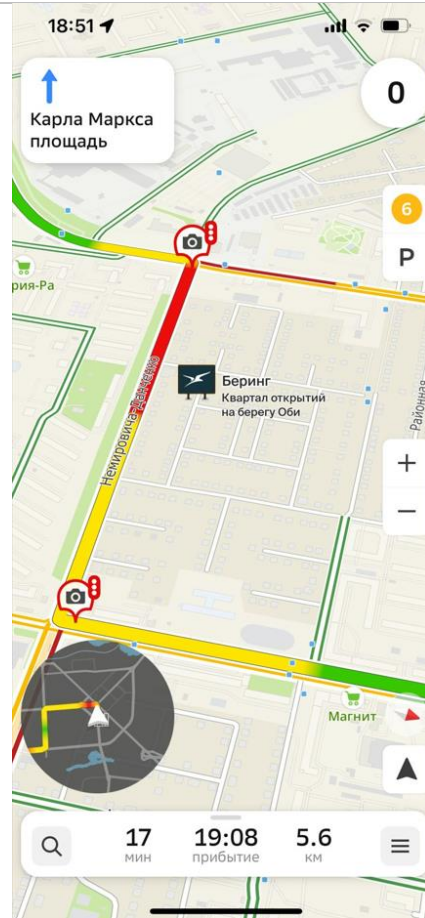 18:51
Карла Маркса
площадь
0
6
P
рия-Ра
Немировича-Данченко
Беринг
Квартал открытий
на берегу Оби
Районная
+
−
Магнит
17
мин
19:08
прибытие
5.6
км